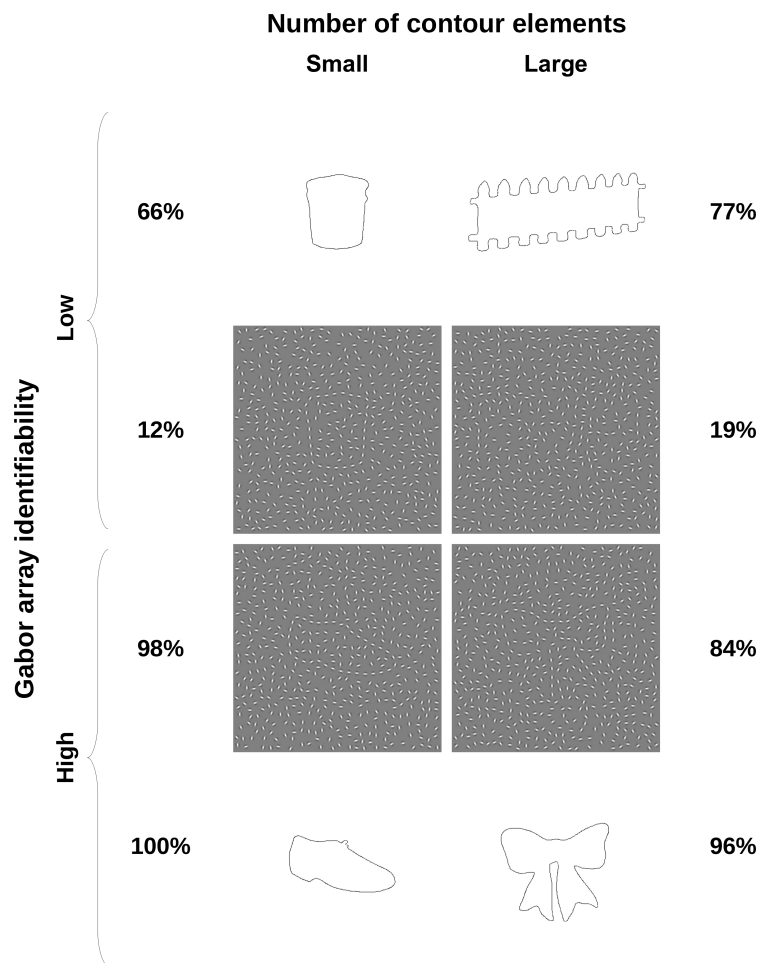 Number of contour elements
Small Large
66% 77%
Low
12% 19%
Gabor array identifiability
98% 84%
High
100% 96%